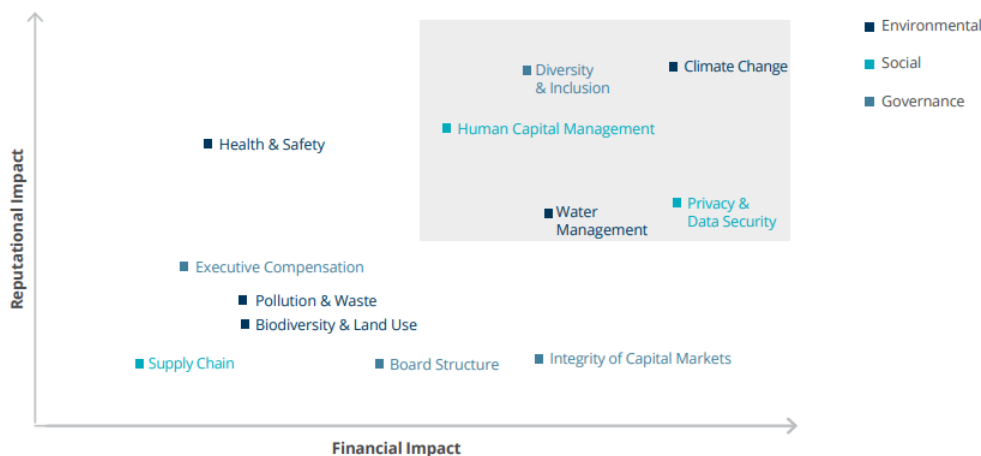 Environmental
Social
Governance
Reputational Impact
Diversity
& Inclusion
Climate Change
Human Capital Management
Health & Safety
Privacy &
Data Security
Water
Management
Executive Compensation
Pollution & Waste
Biodiversity & Land Use
Supply Chain
Board Structure
Integrity of Capital Markets
Financial Impact